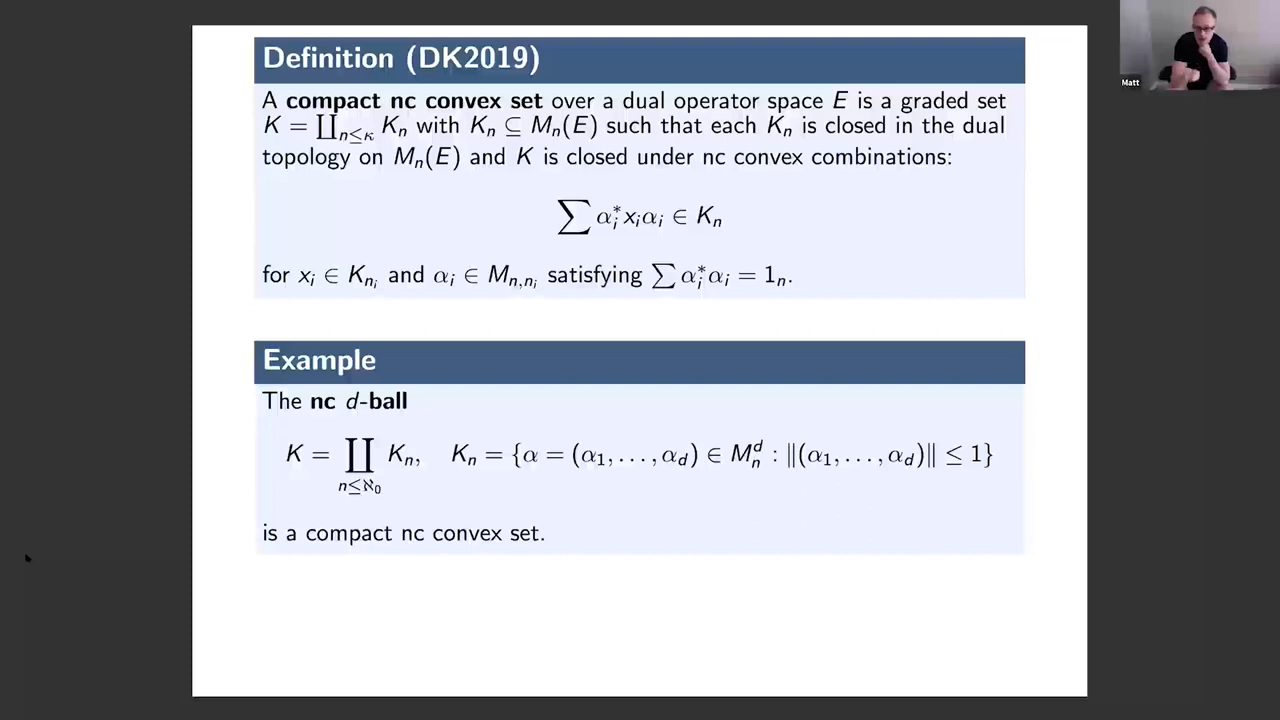 Definition (DK2019)
A compact nc convex set over a dual operator space E is a graded set
K = ∐_{n≤κ} K_n with K_n ⊆ M_n(E) such that each K_n is closed in the dual
topology on M_n(E) and K is closed under nc convex combinations:
∑ α_i^* x_i α_i ∈ K_n
for x_i ∈ K_{n_i} and α_i ∈ M_{n,n_i} satisfying ∑ α_i^* α_i = 1_n.
Example
The nc d-ball
K = ∐_{n≤ℵ_0} K_n, K_n = {α = (α_1, …, α_d) ∈ M_n^d : ‖(α_1, …, α_d)‖ ≤ 1}
is a compact nc convex set.
Matt